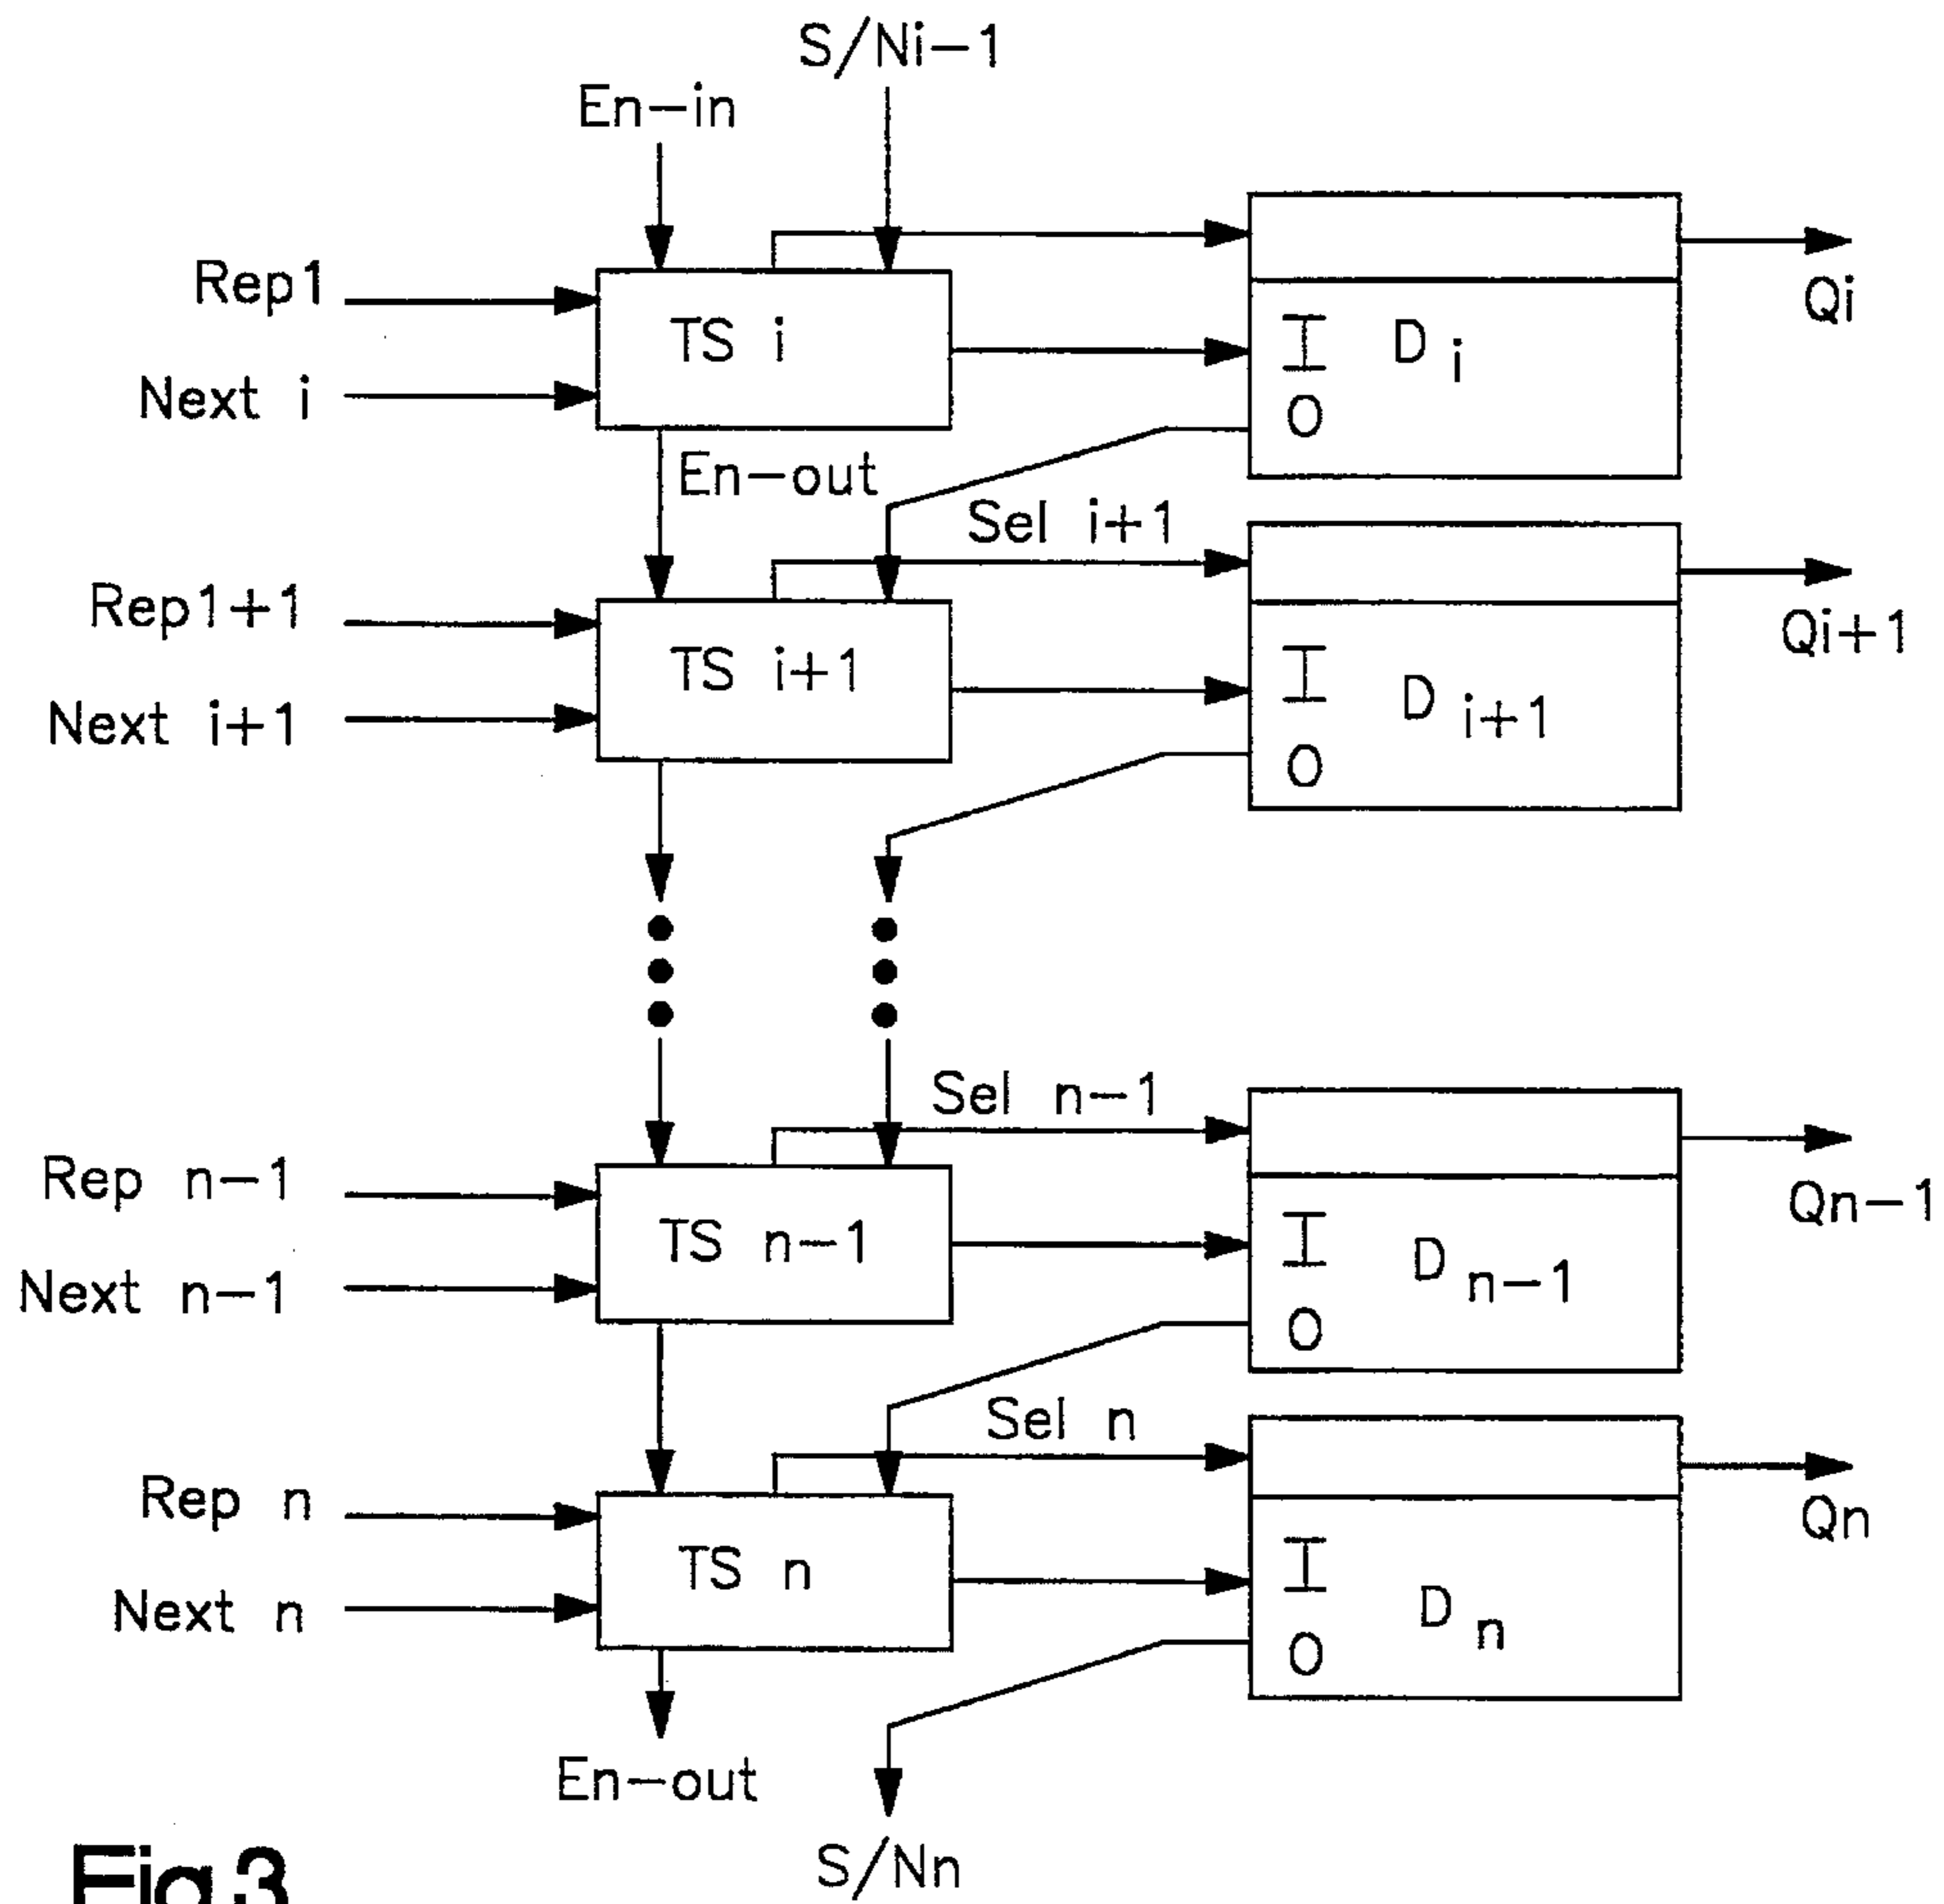 S/Ni-1
En-in
Rep1
TS i
I
D i
Qi
Next i
O
En-out
Sel i+1
Rep1+1
TS i+1
I
D i+1
Qi+1
Next i+1
O
Sel n-1
Rep n-1
TS n-1
I
D n-1
Qn-1
Next n-1
O
Sel n
Rep n
TS n
I
D n
Qn
Next n
O
En-out
S/Nn
Fig.3